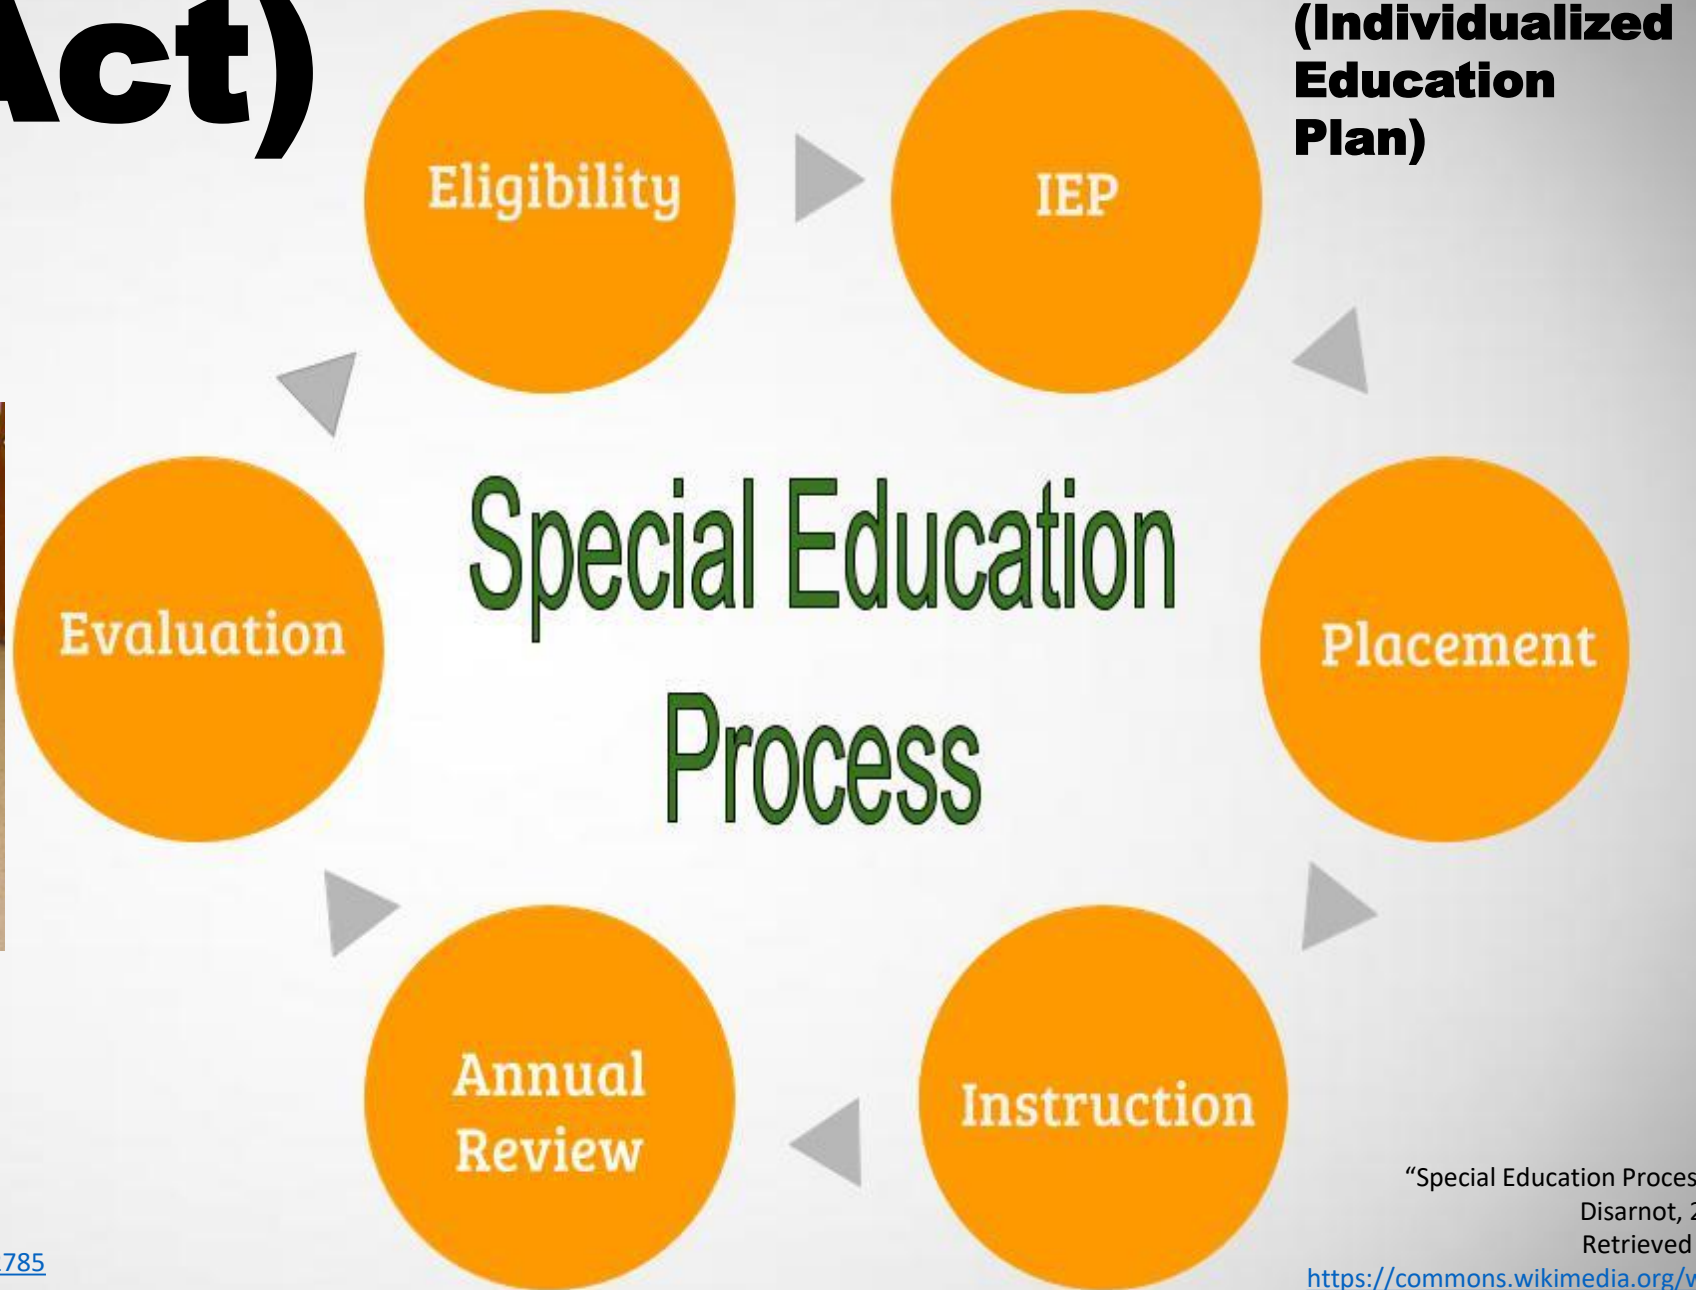 Act)
(Individualized
Education
Plan)
Eligibility
IEP
Special Education
Process
Evaluation
Placement
Annual
Review
Instruction
“Special Education Proces
Disarnot, 2
Retrieved
https://commons.wikimedia.org/w
785